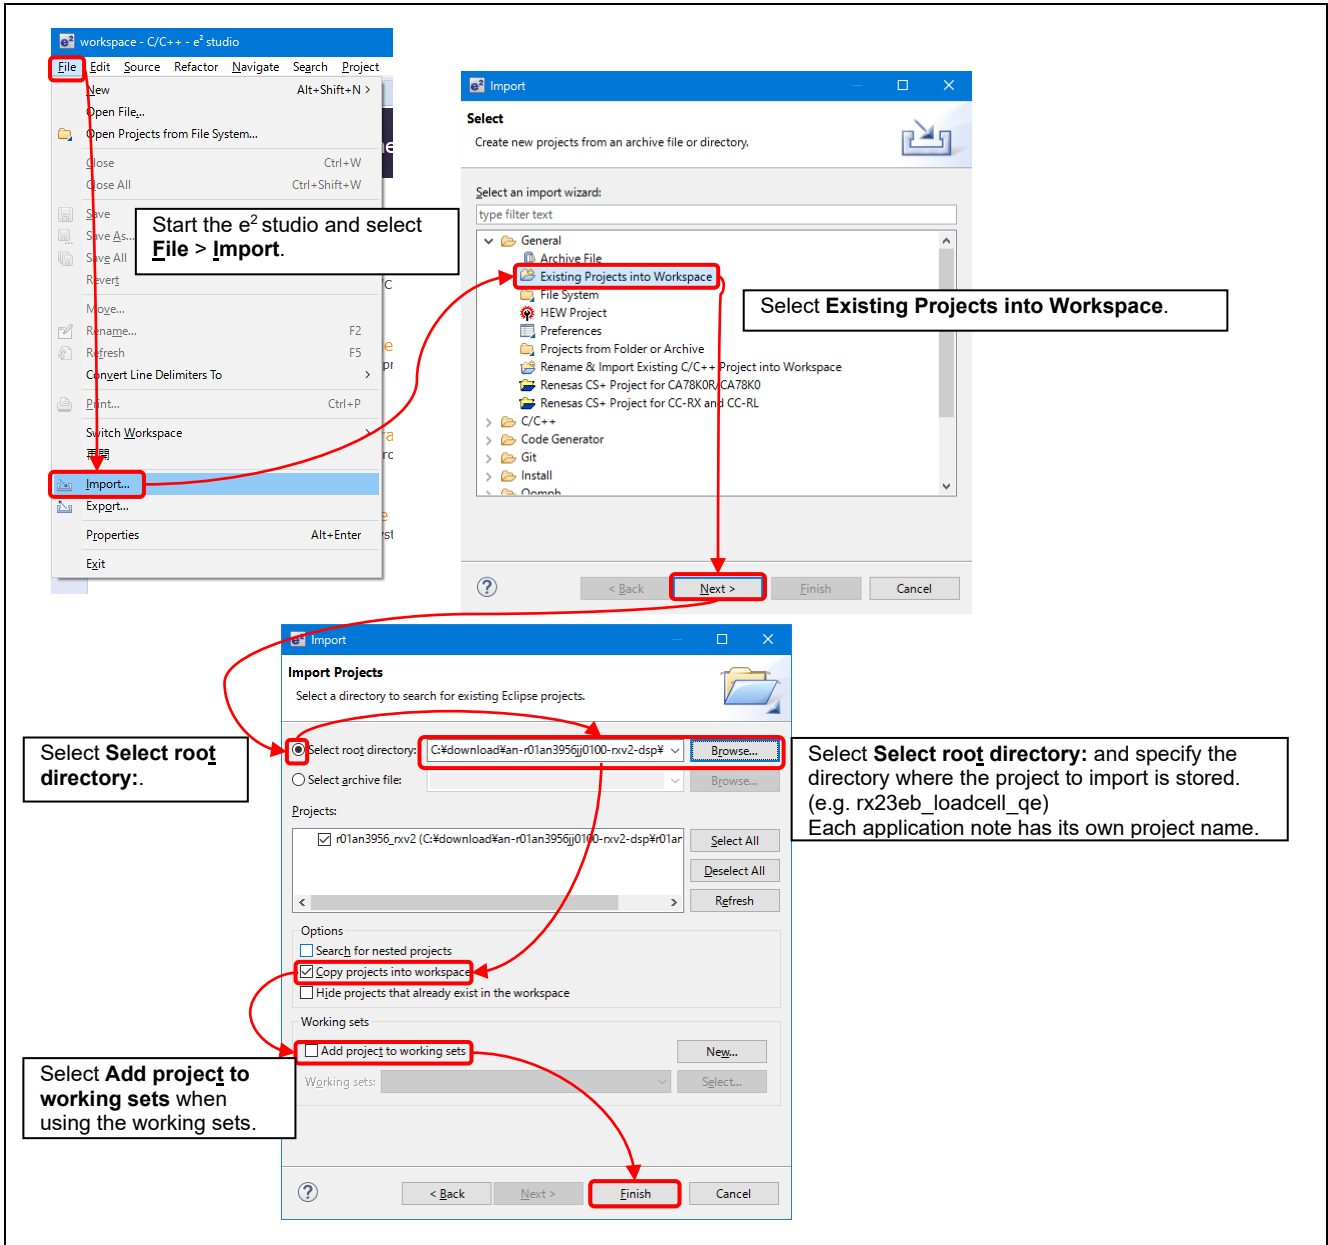 workspace - C/C++ - e² studio
File Edit Source Refactor Navigate Search Project
New Alt+Shift+N >
Open File...
Open Projects from File System...
Close Ctrl+W
Close All Ctrl+Shift+W
Save
Save As...
Save All
Revert
Move...
Rename... F2
Refresh F5
Convert Line Delimiters To >
Print... Ctrl+P
Switch Workspace >
再開
Import...
Export...
Properties Alt+Enter
Exit
Start the e² studio and select
File > Import.
Import
Select
Create new projects from an archive file or directory.
Select an import wizard:
type filter text
General
Archive File
Existing Projects into Workspace
File System
HEW Project
Preferences
Projects from Folder or Archive
Rename & Import Existing C/C++ Project into Workspace
Renesas CS+ Project for CA78K0R/CA78K0
Renesas CS+ Project for CC-RX and CC-RL
C/C++
Code Generator
Git
Install
Oomph
< Back Next > Finish Cancel
Select Existing Projects into Workspace.
Import
Import Projects
Select a directory to search for existing Eclipse projects.
Select root directory: C:¥download¥an-r01an3956jj0100-rxv2-dsp¥ Browse...
Select archive file: Browse...
Projects:
r01an3956_rxv2 (C:¥download¥an-r01an3956jj0100-rxv2-dsp¥r01an
Select All
Deselect All
Refresh
Options
Search for nested projects
Copy projects into workspace
Hide projects that already exist in the workspace
Working sets
Add project to working sets New...
Working sets: Select...
< Back Next > Finish Cancel
Select Select root
directory:.
Select Select root directory: and specify the
directory where the project to import is stored.
(e.g. rx23eb_loadcell_qe)
Each application note has its own project name.
Select Add project to
working sets when
using the working sets.